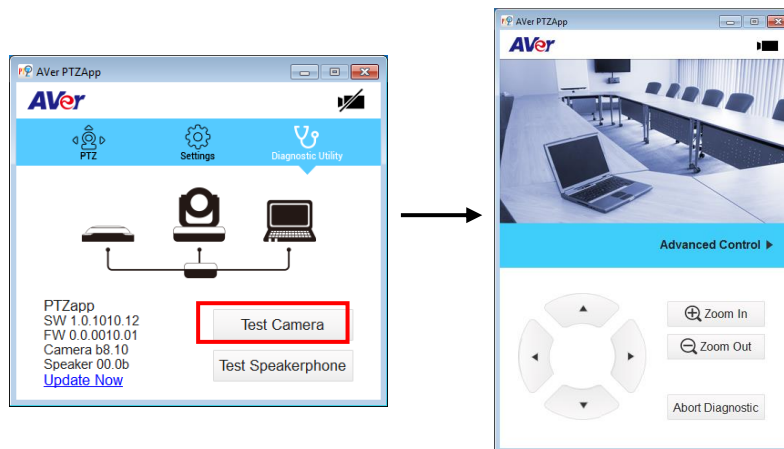 AVer PTZApp
AVer
PTZ
Settings
Diagnostic Utility
PTZapp
SW 1.0.1010.12
FW 0.0.0010.01
Camera b8.10
Speaker 00.0b
Update Now
Test Camera
Test Speakerphone
AVer PTZApp
AVer
Advanced Control
Zoom In
Zoom Out
Abort Diagnostic